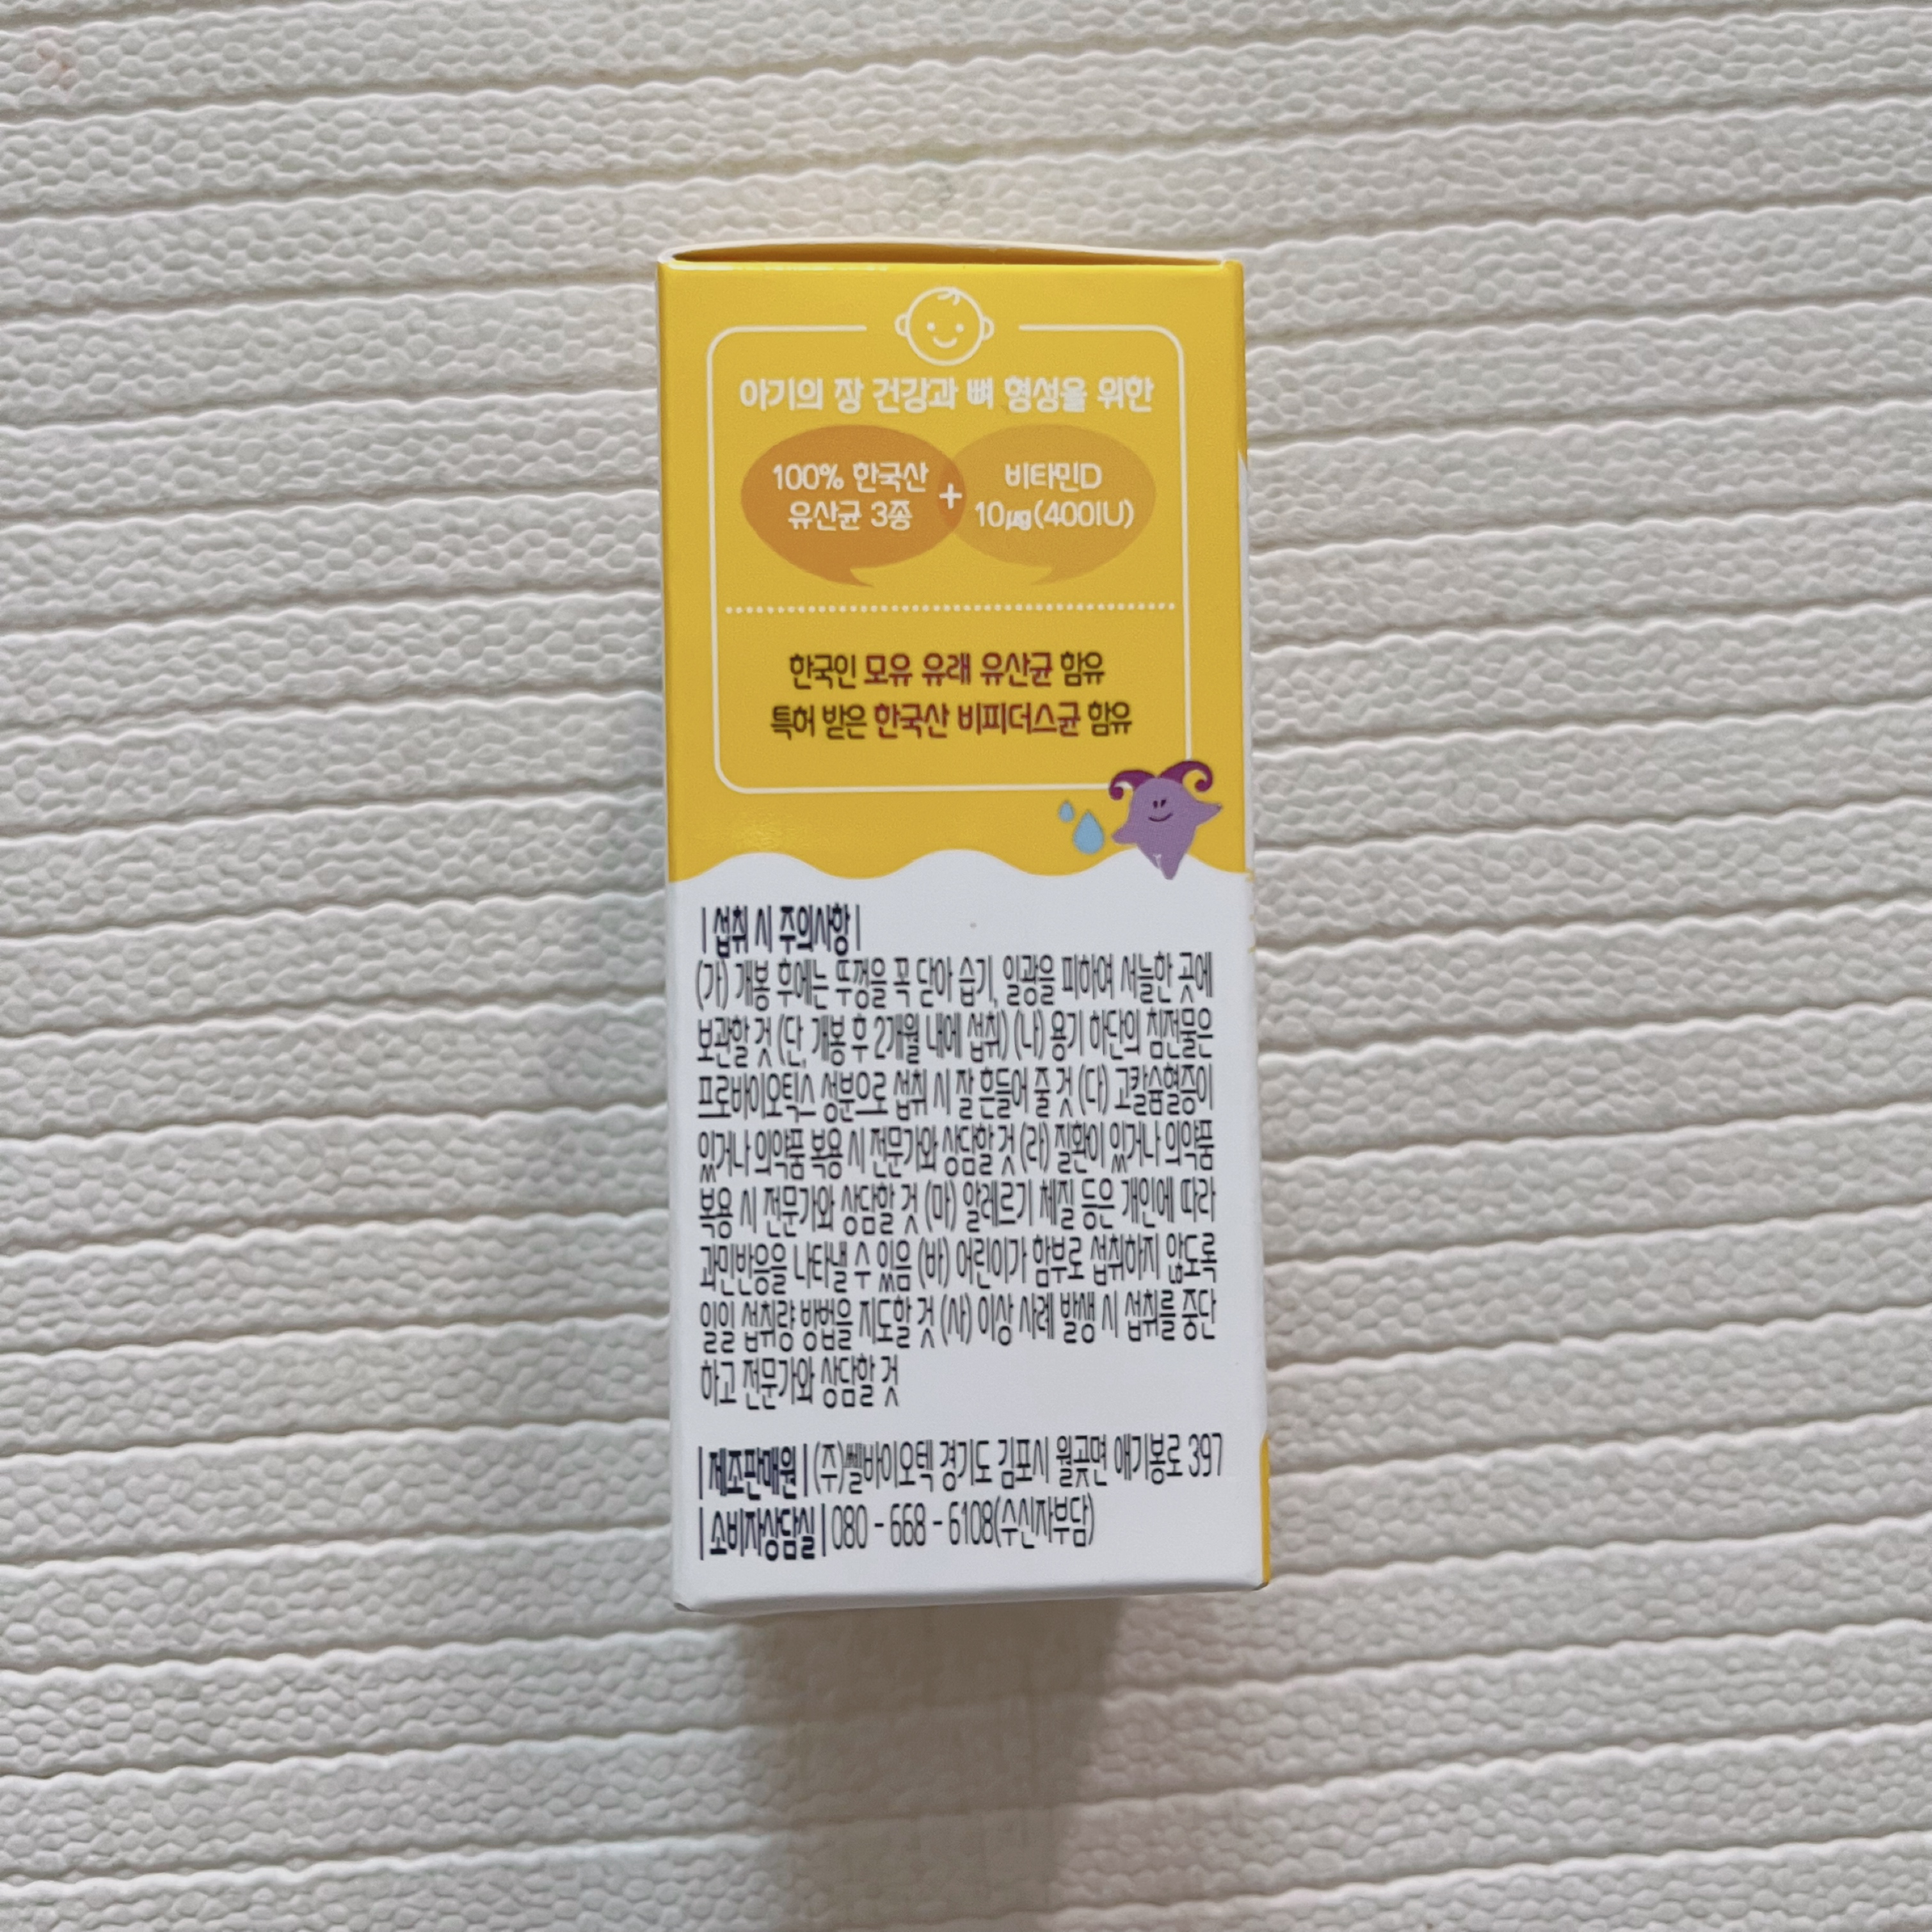 아기의 장 건강과 뼈 형성을 위한
100% 한국산
유산균 3종
+
비타민D
10㎍(400IU)
한국인 모유 유래 유산균 함유
특허 받은 한국산 비피더스균 함유
| 섭취 시 주의사항 |
(가) 개봉 후에는 뚜껑을 꼭 닫아 습기, 일광을 피하여 서늘한 곳에
보관할 것 (단, 개봉 후 2개월 내에 섭취) (나) 용기 하단의 침전물은
프로바이오틱스 성분으로 섭취 시 잘 흔들어 줄 것 (다) 고칼슘혈증이
있거나 의약품 복용 시 전문가와 상담할 것 (라) 질환이 있거나 의약품
복용 시 전문가와 상담할 것 (마) 알레르기 체질 등은 개인에 따라
과민반응을 나타낼 수 있음 (바) 어린이가 함부로 섭취하지 않도록
일일 섭취량 방법을 지도할 것 (사) 이상 사례 발생 시 섭취를 중단
하고 전문가와 상담할 것
| 제조판매원 | (주)쎌바이오텍 경기도 김포시 월곶면 애기봉로 397
| 소비자상담실 | 080 - 668 - 6108(수신자부담)